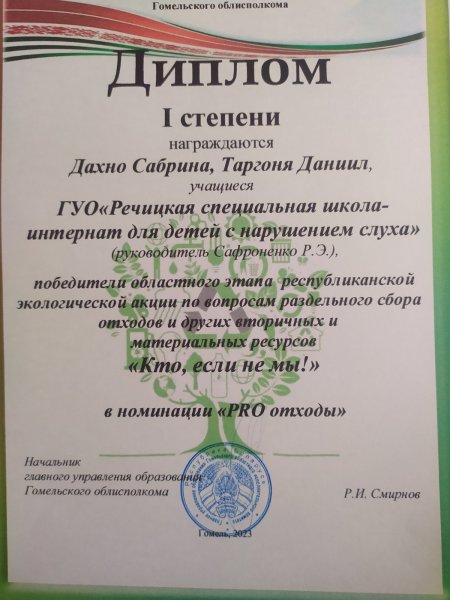 Гомельского облисполкома
Диплом
I степени
награждаются
Дахно Сабрина, Таргоня Даниил,
учащиеся
ГУО«Речицкая специальная школа-
интернат для детей с нарушением слуха»
(руководитель Сафроненко Р.Э.),
победители областного этапа республиканской
экологической акции по вопросам раздельного сбора
отходов и других вторичных и
материальных ресурсов
«Кто, если не мы!»
в номинации «PRO отходы»
Начальник
главного управления образования
Гомельского облисполкома
Р.И. Смирнов
Гомель, 2023